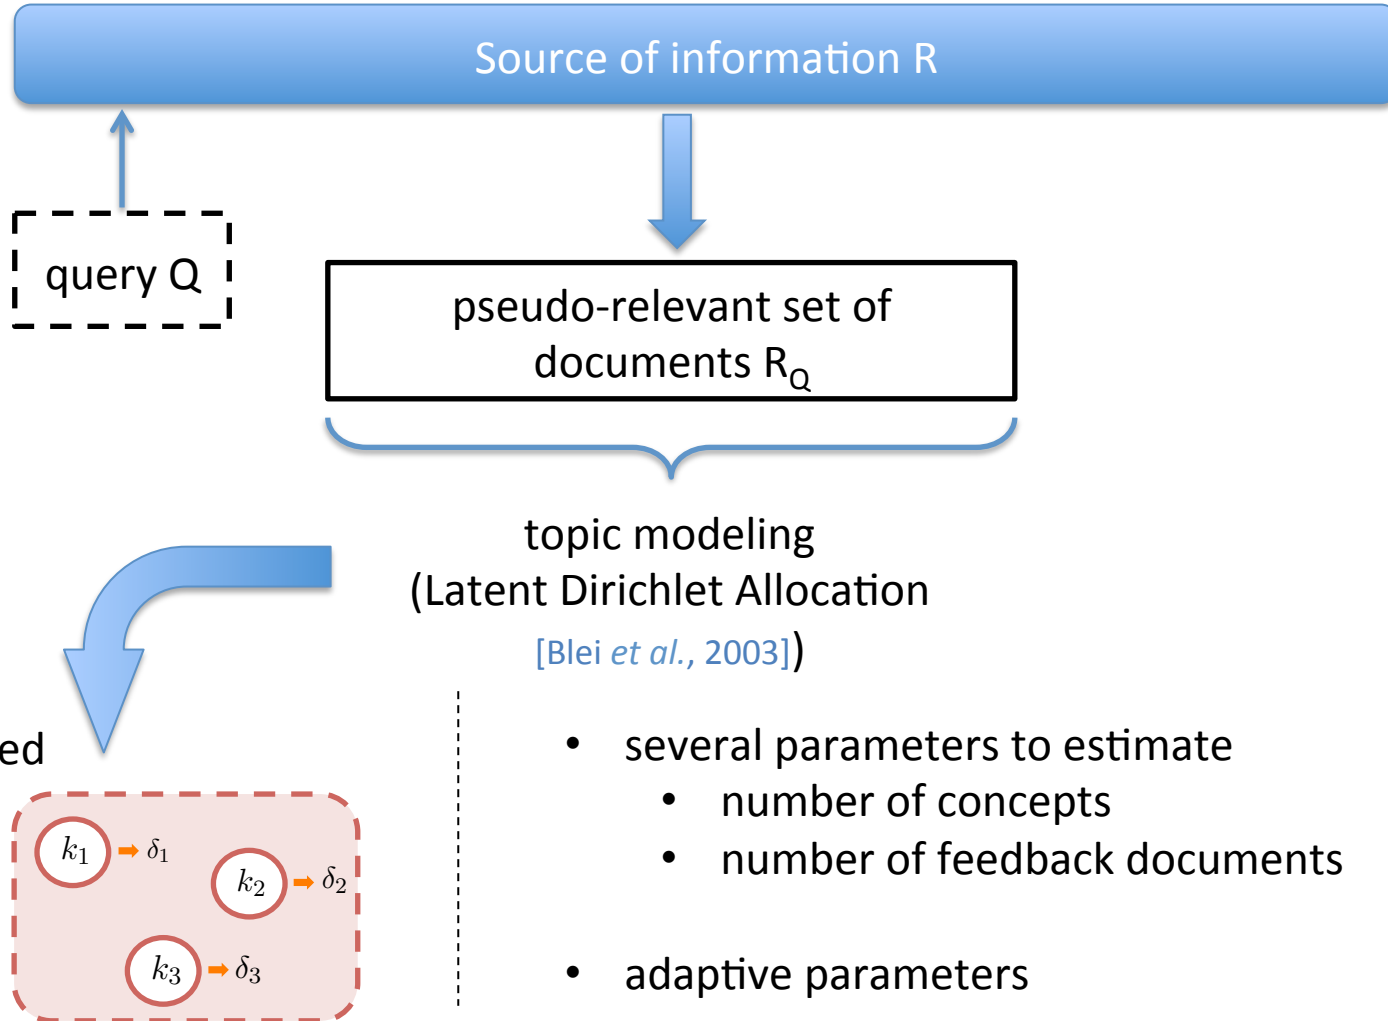 Source of information R
query Q
pseudo-relevant set of
documents R_Q
topic modeling
(Latent Dirichlet Allocation
[Blei et al., 2003])
ed
k₁ δ₁
k₂ δ₂
k₃ δ₃
• several parameters to estimate
• number of concepts
• number of feedback documents
• adaptive parameters